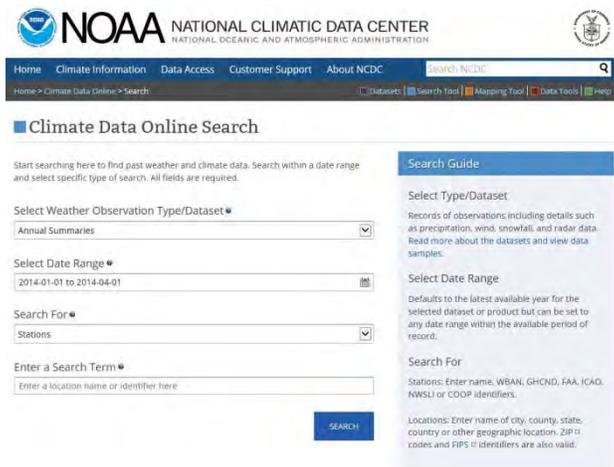 NOAA NATIONAL CLIMATIC DATA CENTER
NATIONAL OCEANIC AND ATMOSPHERIC ADMINISTRATION
Home Climate Information Data Access Customer Support About NCDC Search NCDC
Home > Climate Data Online > Search Datasets | Search Tool | Mapping Tool | Data Tools | Help
Climate Data Online Search
Start searching here to find past weather and climate data. Search within a date range
and select specific type of search. All fields are required.
Select Weather Observation Type/Dataset
Annual Summaries
Select Date Range
2014-01-01 to 2014-04-01
Search For
Stations
Enter a Search Term
Enter a location name or identifier here
SEARCH
Search Guide
Select Type/Dataset
Records of observations including details such
as precipitation, wind, snowfall, and radar data.
Read more about the datasets and view data
samples.
Select Date Range
Defaults to the latest available year for the
selected dataset or product but can be set to
any date range within the available period of
record.
Search For
Stations: Enter name, WBAN, GHCND, FAA, ICAO,
NWSLI or COOP identifiers.
Locations: Enter name of city, county, state,
country or other geographic location. ZIP
codes and FIPS identifiers are also valid.